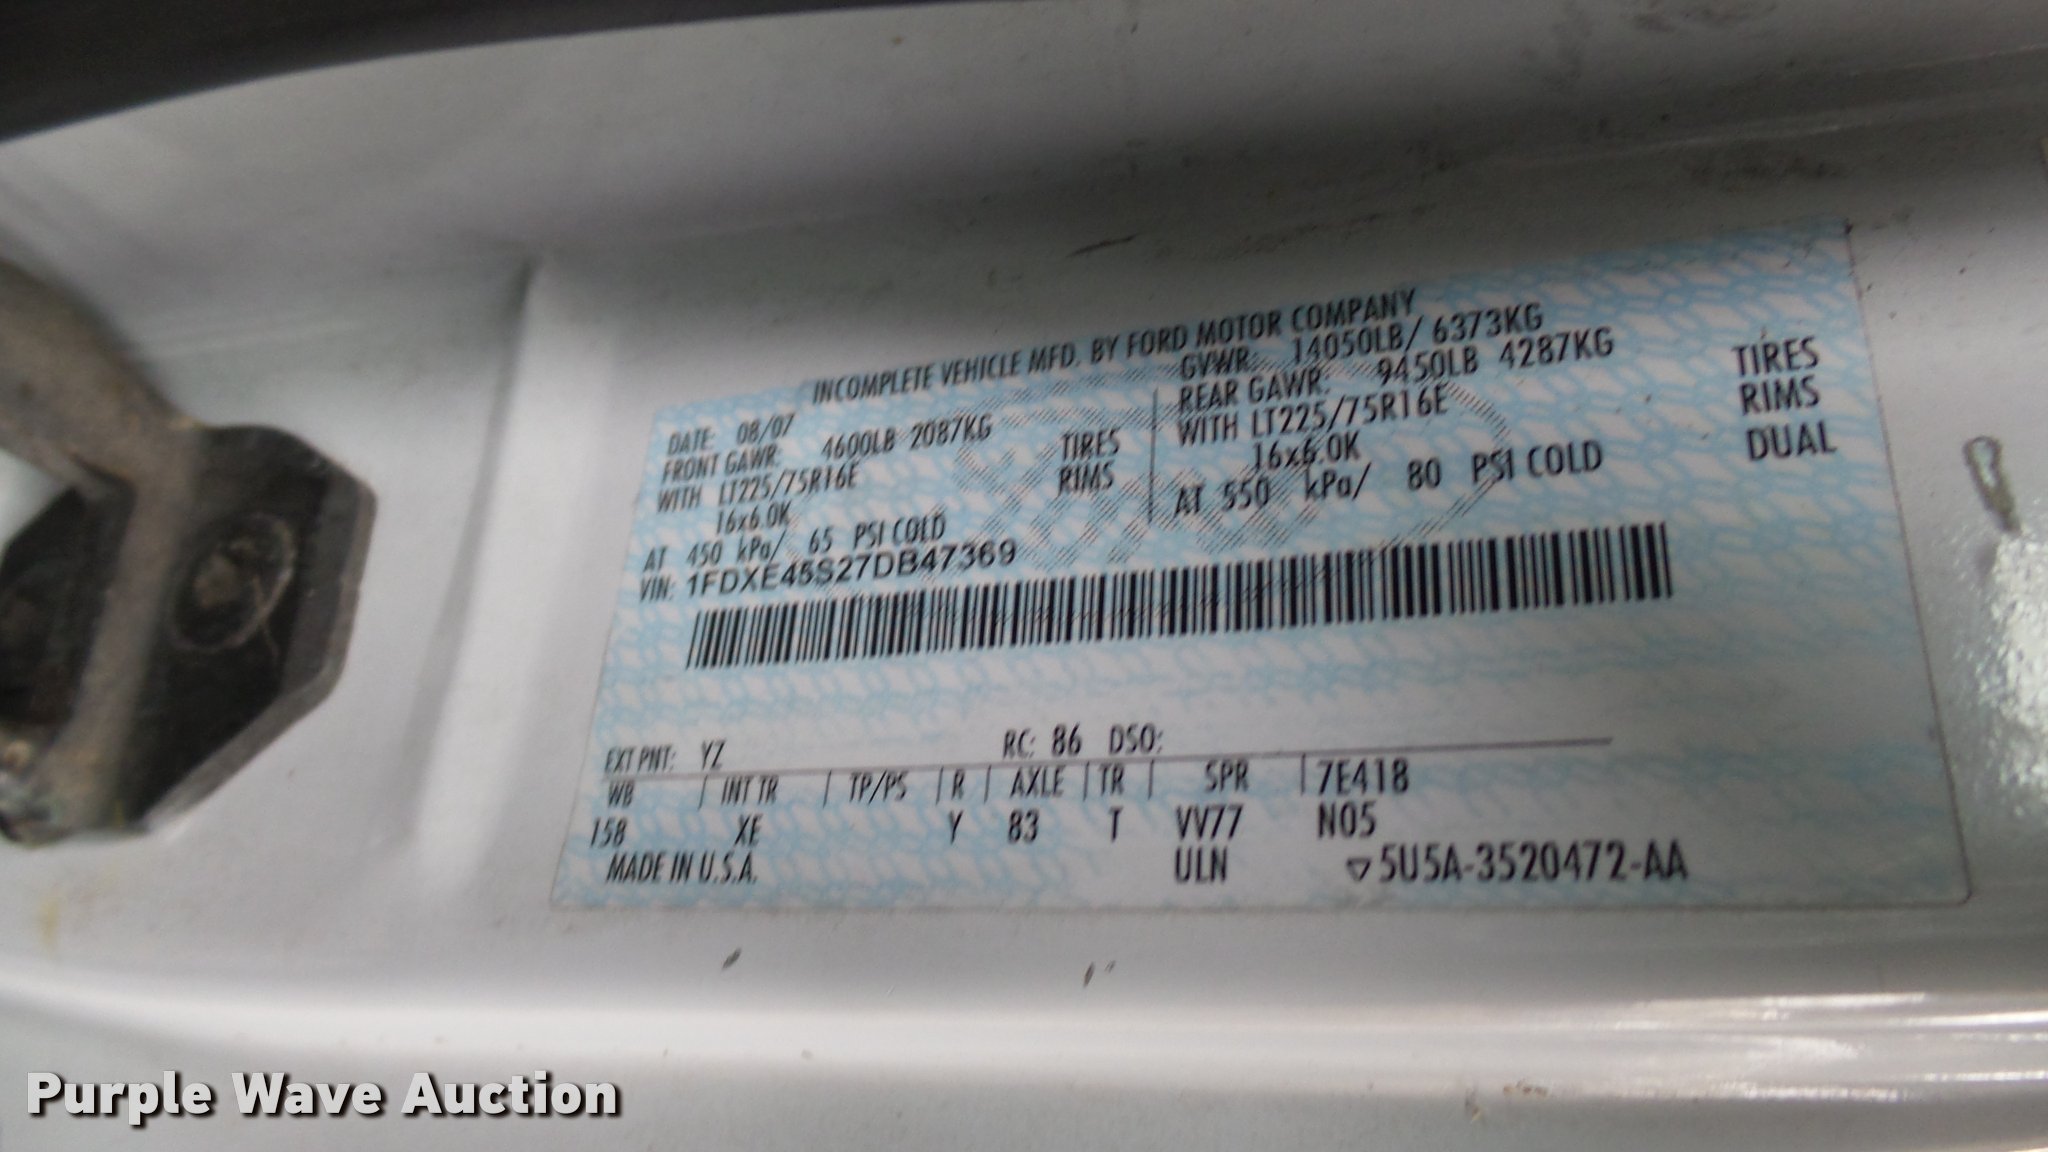 INCOMPLETE VEHICLE MFD. BY FORD MOTOR COMPANY
DATE: 08/07
GVWR: 14050LB/ 6373KG
FRONT GAWR: 4600LB 2087KG
WITH LT225/75R16E TIRES
16x6.0K RIMS
AT 450 kPa/ 65 PSI COLD
REAR GAWR: 9450LB 4287KG
WITH LT225/75R16E TIRES
16x6.0K RIMS
AT 550 kPa/ 80 PSI COLD DUAL
VIN: 1FDXE45S27DB47369
EXT PNT: YZ RC: 86 DSO:
WB | INT TR | TP/PS | R | AXLE | TR | SPR | 7E418
158 XE Y 83 T VV77 N05
MADE IN U.S.A. ULN ▽5U5A-3520472-AA
Purple Wave Auction